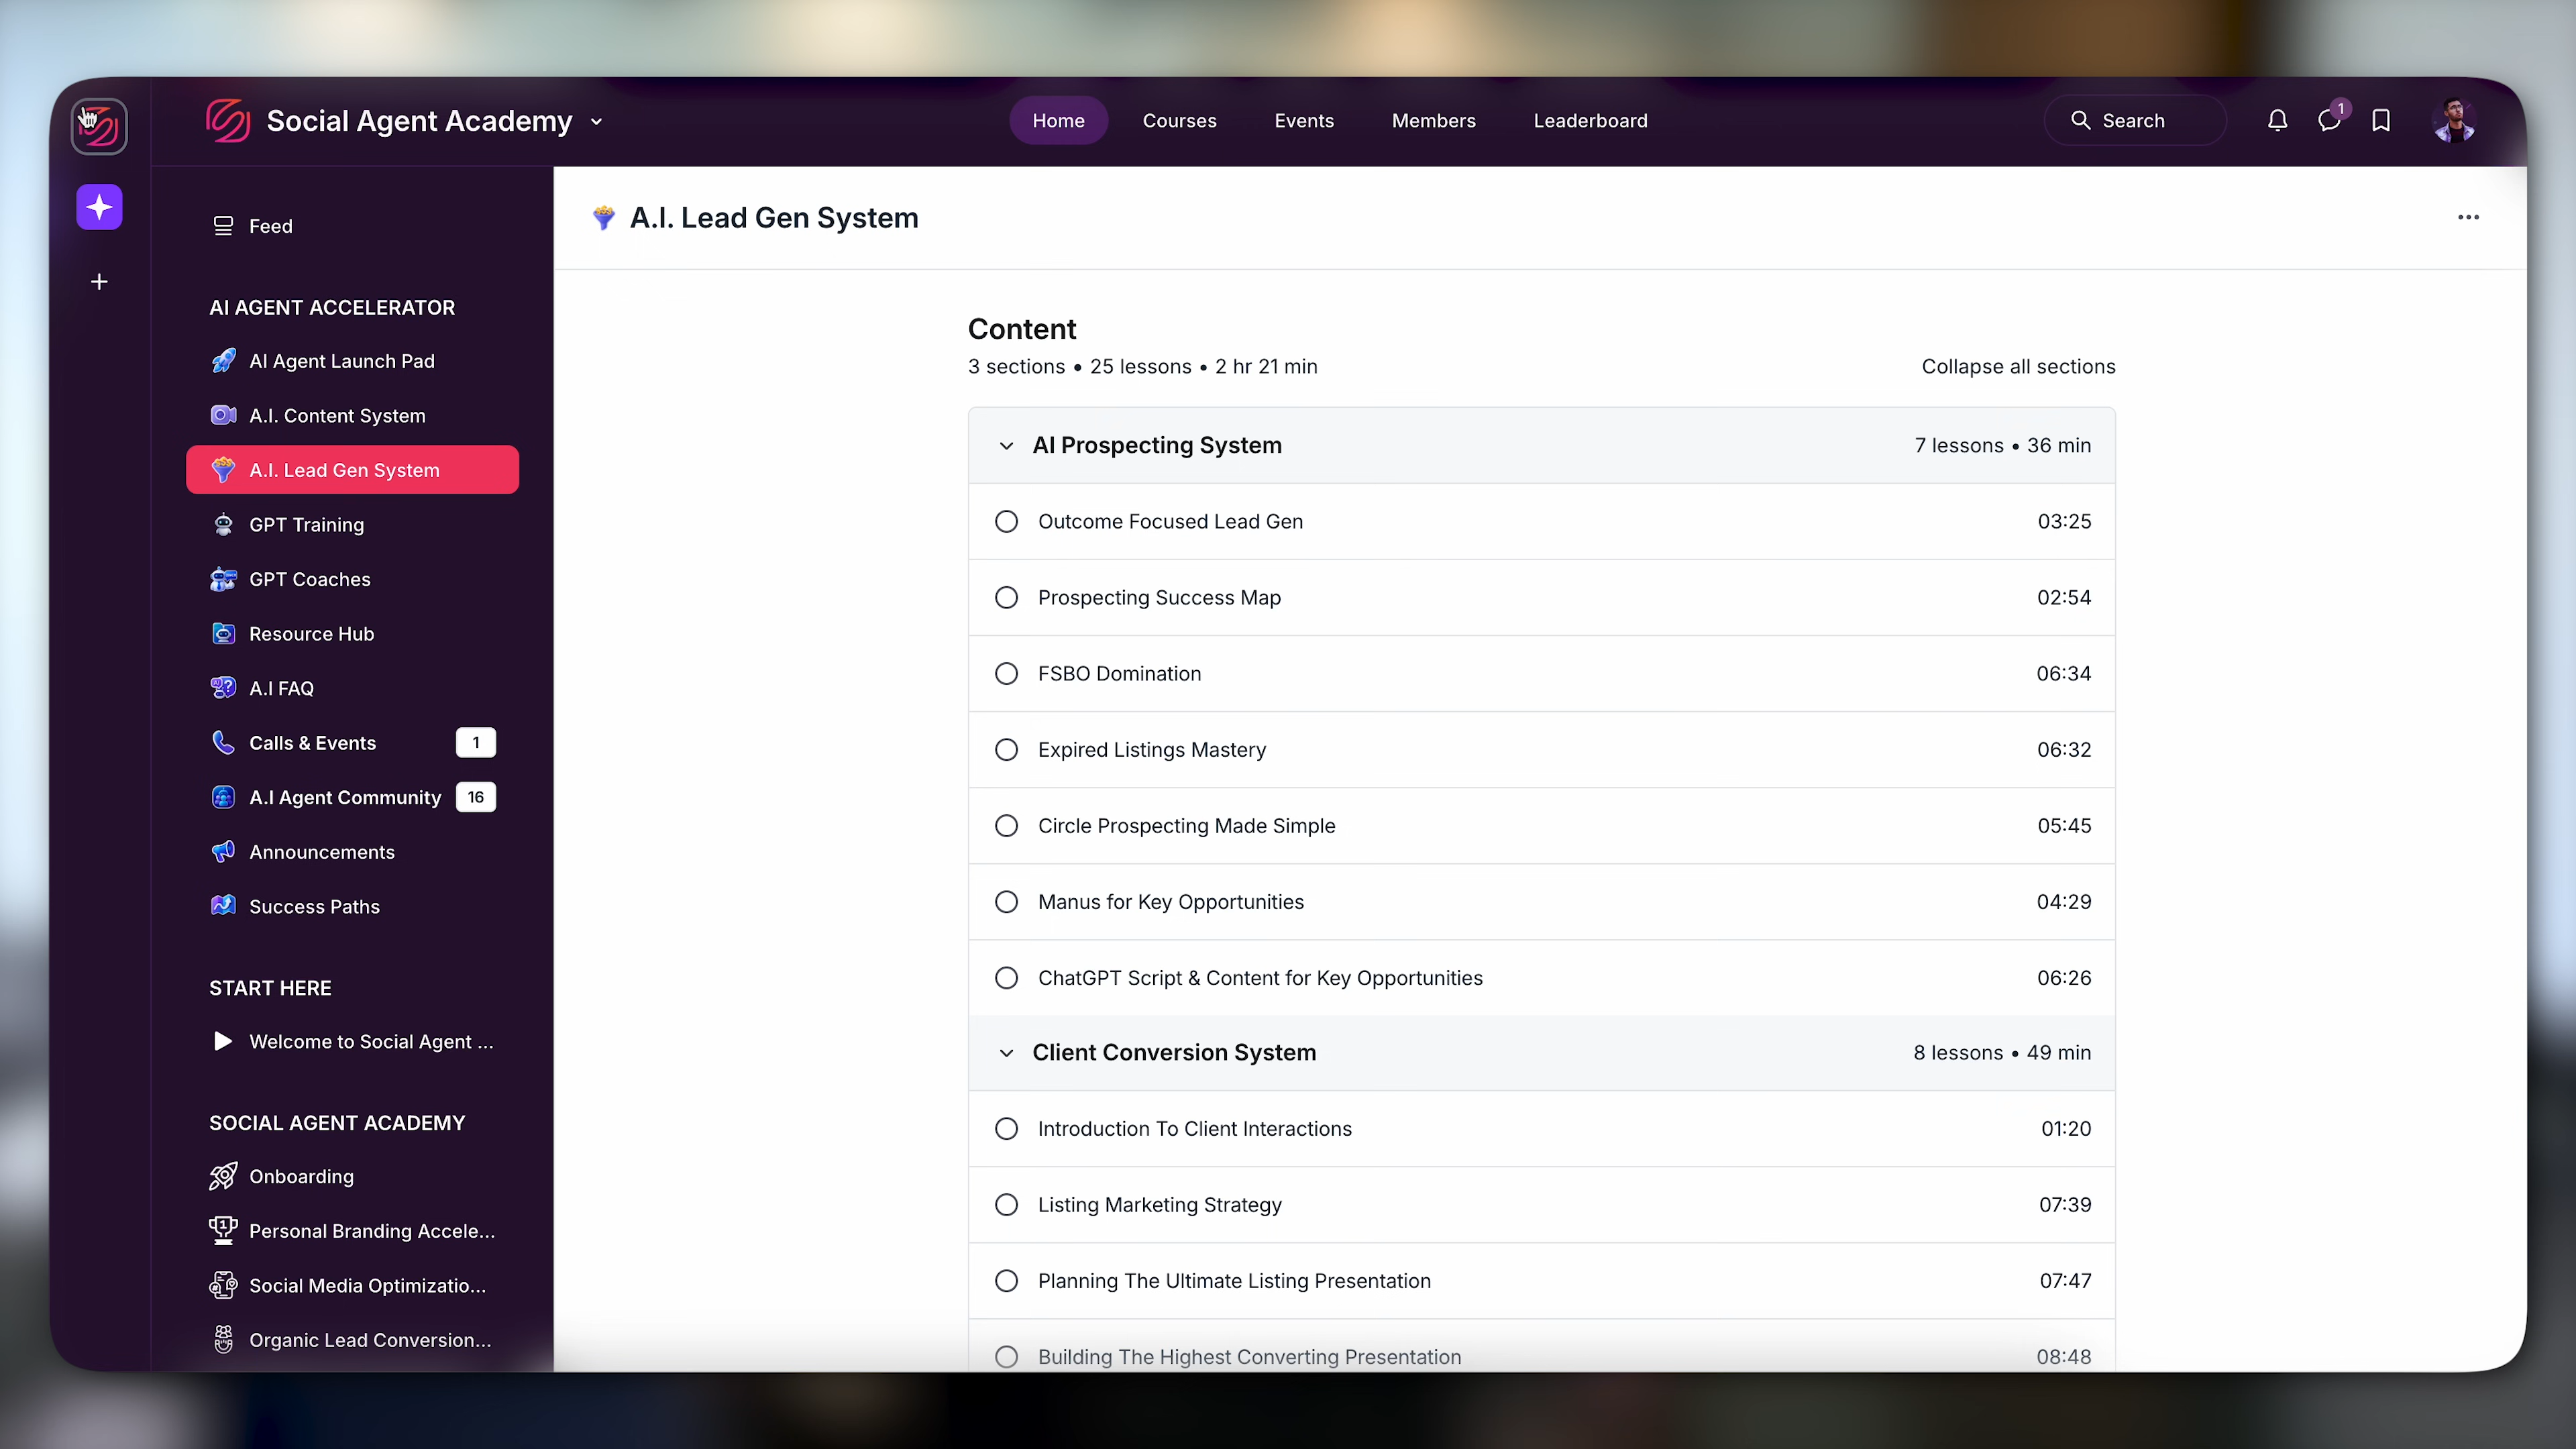 Social Agent Academy
Home
Courses
Events
Members
Leaderboard
Search
1
Feed
AI AGENT ACCELERATOR
AI Agent Launch Pad
A.I. Content System
A.I. Lead Gen System
GPT Training
GPT Coaches
Resource Hub
A.I FAQ
Calls & Events 1
A.I Agent Community 16
Announcements
Success Paths
START HERE
Welcome to Social Agent ...
SOCIAL AGENT ACADEMY
Onboarding
Personal Branding Accele...
Social Media Optimizatio...
Organic Lead Conversion...
A.I. Lead Gen System
Content
3 sections • 25 lessons • 2 hr 21 min
Collapse all sections
AI Prospecting System 7 lessons • 36 min
Outcome Focused Lead Gen 03:25
Prospecting Success Map 02:54
FSBO Domination 06:34
Expired Listings Mastery 06:32
Circle Prospecting Made Simple 05:45
Manus for Key Opportunities 04:29
ChatGPT Script & Content for Key Opportunities 06:26
Client Conversion System 8 lessons • 49 min
Introduction To Client Interactions 01:20
Listing Marketing Strategy 07:39
Planning The Ultimate Listing Presentation 07:47
Building The Highest Converting Presentation 08:48